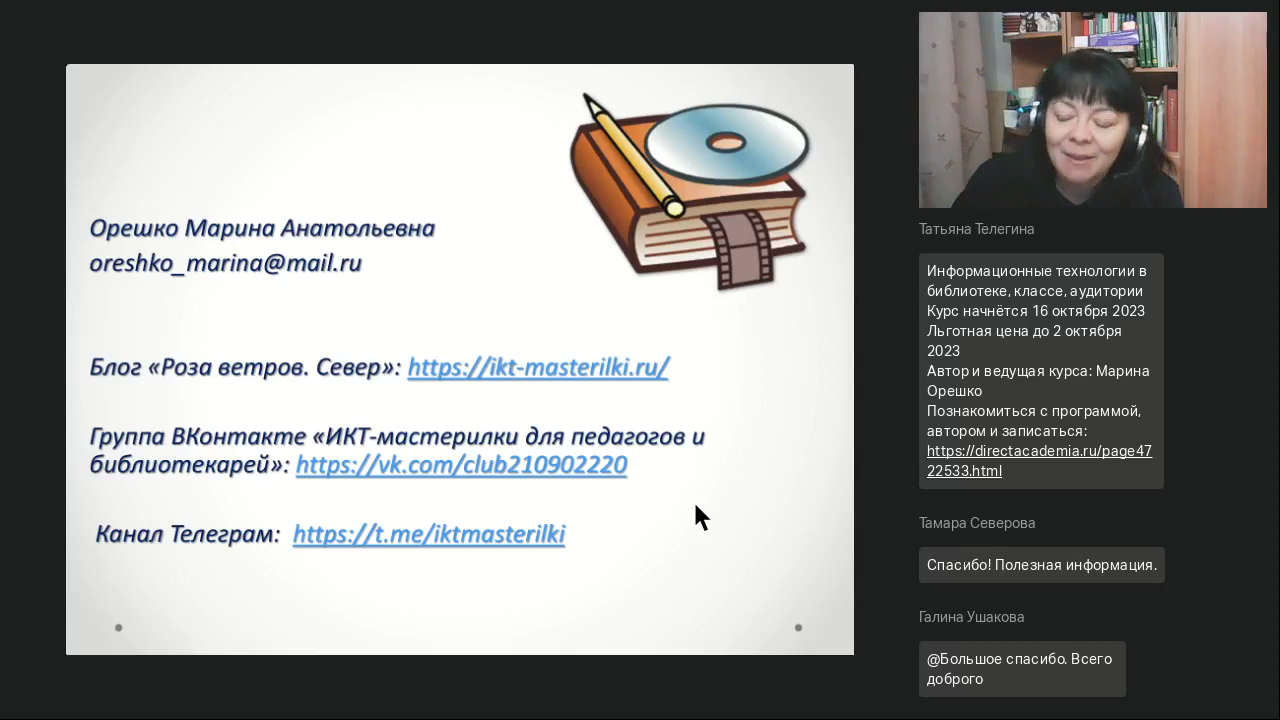 Орешко Марина Анатольевна
oreshko_marina@mail.ru
Блог «Роза ветров. Север»: https://ikt-masterilki.ru/
Группа ВКонтакте «ИКТ-мастерилки для педагогов и
библиотекарей»: https://vk.com/club210902220
Канал Телеграм: https://t.me/iktmasterilki
Татьяна Телегина
Информационные технологии в
библиотеке, классе, аудитории
Курс начнётся 16 октября 2023
Льготная цена до 2 октября
2023
Автор и ведущая курса: Марина
Орешко
Познакомиться с программой,
автором и записаться:
https://directacademia.ru/page47
22533.html
Тамара Северова
Спасибо! Полезная информация.
Галина Ушакова
@Большое спасибо. Всего
доброго